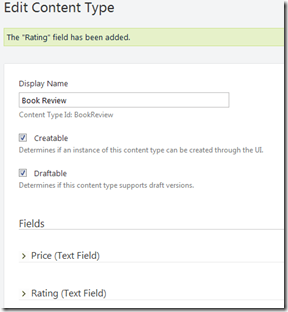 Edit Content Type
The "Rating" field has been added.
Display Name
Book Review
Content Type Id: BookReview
Creatable
Determines if an instance of this content type can be created through the UI.
Draftable
Determines if this content type supports draft versions.
Fields
Price (Text Field)
Rating (Text Field)